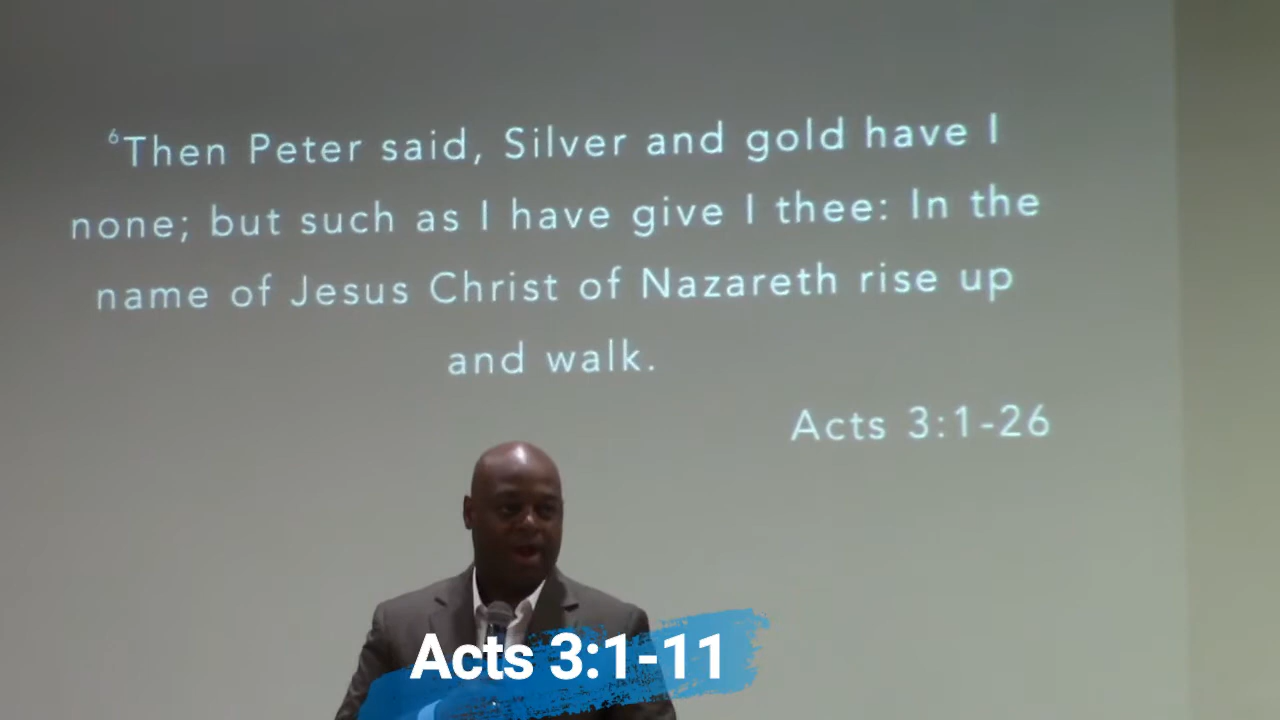 ⁶Then Peter said, Silver and gold have I
none; but such as I have give I thee: In the
name of Jesus Christ of Nazareth rise up
and walk.
Acts 3:1-26
Acts 3:1-11